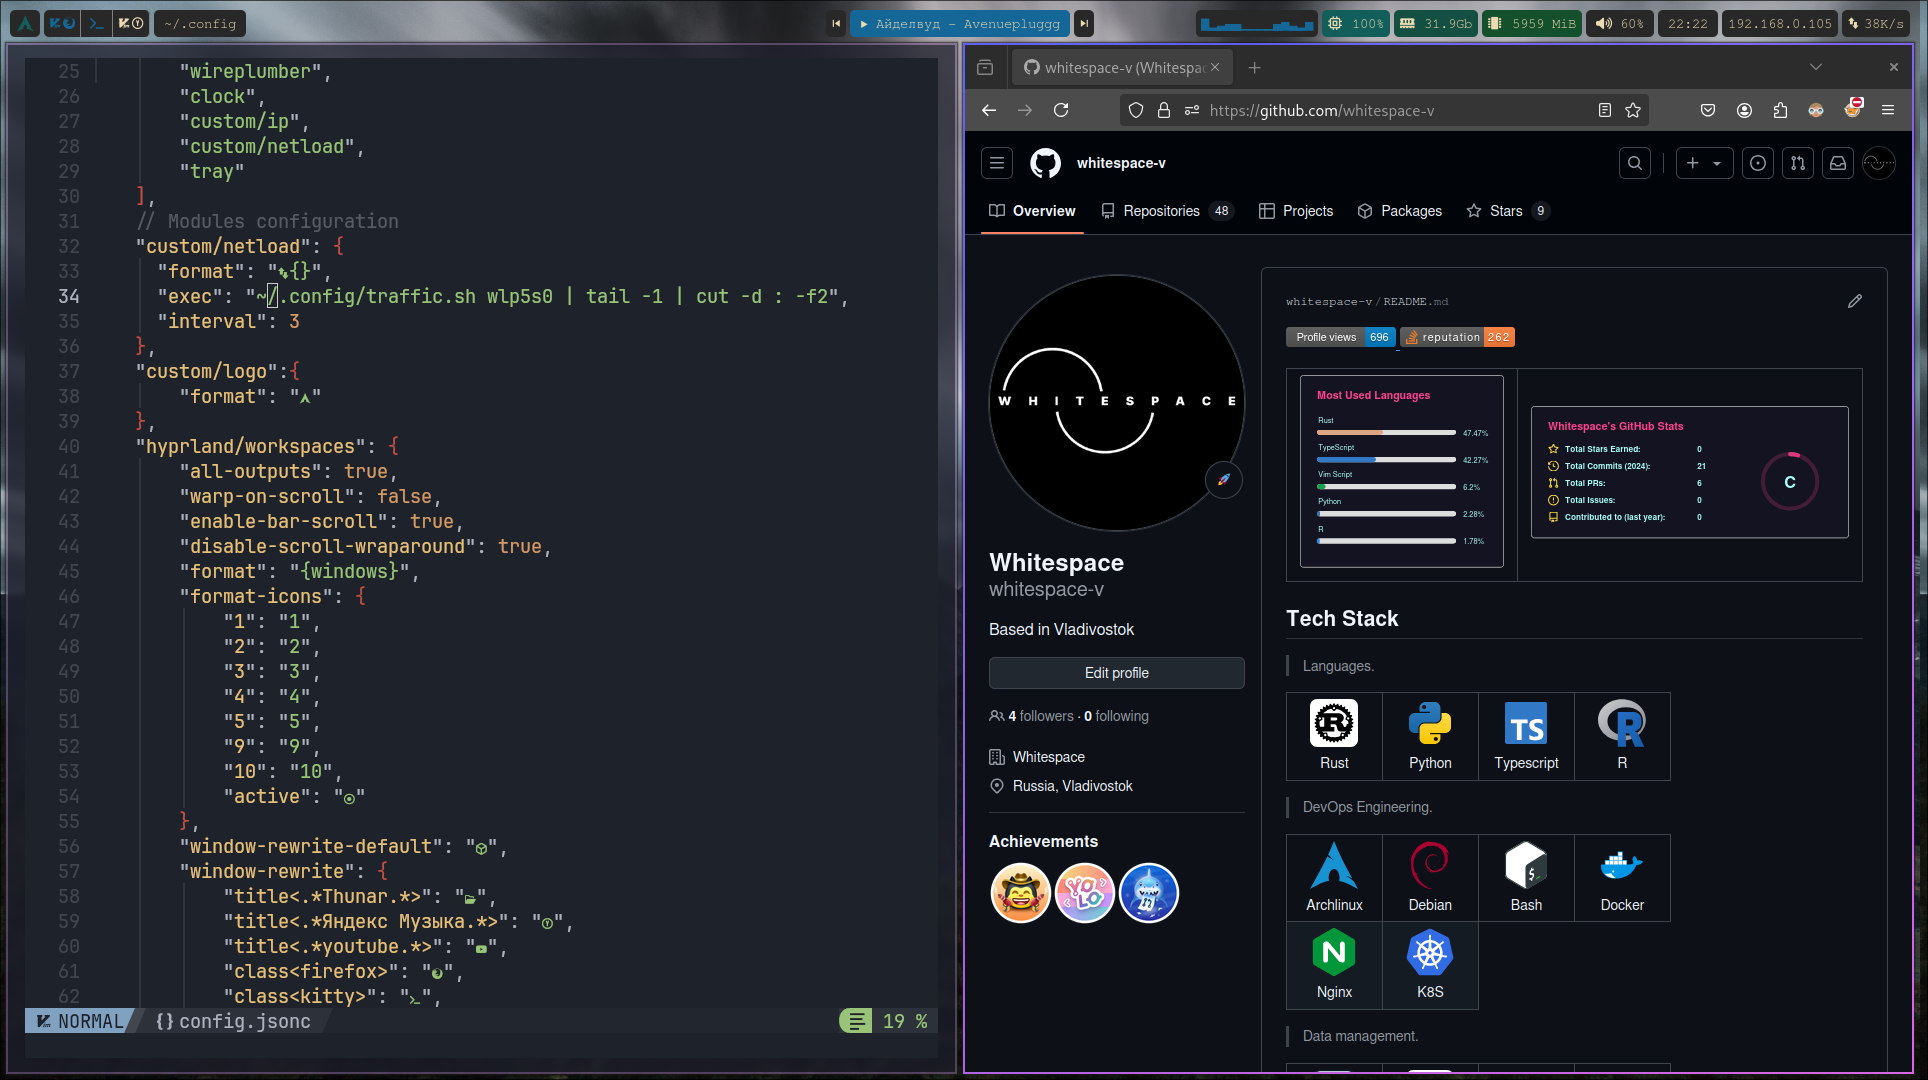 ~/.config
Айделвуд - Avenuepluggg
100%
31.9Gb
5959 MiB
60%
22:22
192.168.0.105
38K/s
25 "wireplumber",
26 "clock",
27 "custom/ip",
28 "custom/netload",
29 "tray"
30 ],
31 // Modules configuration
32 "custom/netload": {
33 "format": "{}",
34 "exec": "~/.config/traffic.sh wlp5s0 | tail -1 | cut -d : -f2",
35 "interval": 3
36 },
37 "custom/logo":{
38 "format": ""
39 },
40 "hyprland/workspaces": {
41 "all-outputs": true,
42 "warp-on-scroll": false,
43 "enable-bar-scroll": true,
44 "disable-scroll-wraparound": true,
45 "format": "{windows}",
46 "format-icons": {
47 "1": "1",
48 "2": "2",
49 "3": "3",
50 "4": "4",
51 "5": "5",
52 "9": "9",
53 "10": "10",
54 "active": ""
55 },
56 "window-rewrite-default": "",
57 "window-rewrite": {
58 "title<.*Thunar.*>": "",
59 "title<.*Яндекс Музыка.*>": "",
60 "title<.*youtube.*>": "",
61 "class<firefox>": "",
62 "class<kitty>": "",
NORMAL
{} config.jsonc
19 %
whitespace-v (Whitespac
https://github.com/whitespace-v
whitespace-v
Overview
Repositories 48
Projects
Packages
Stars 9
WHITESPACE
Whitespace
whitespace-v
Based in Vladivostok
Edit profile
4 followers · 0 following
Whitespace
Russia, Vladivostok
Achievements
YOLO
whitespace-v/README.md
Profile views 696
reputation 262
Most Used Languages
Rust
47.47%
TypeScript
42.27%
Vim Script
6.2%
Python
2.28%
R
1.78%
Whitespace's GitHub Stats
Total Stars Earned: 0
Total Commits (2024): 21
Total PRs: 6
Total Issues: 0
Contributed to (last year): 0
C
Tech Stack
Languages.
R
TS
R
Rust
Python
Typescript
R
DevOps Engineering.
$_
Archlinux
Debian
Bash
Docker
N
Nginx
K8S
Data management.